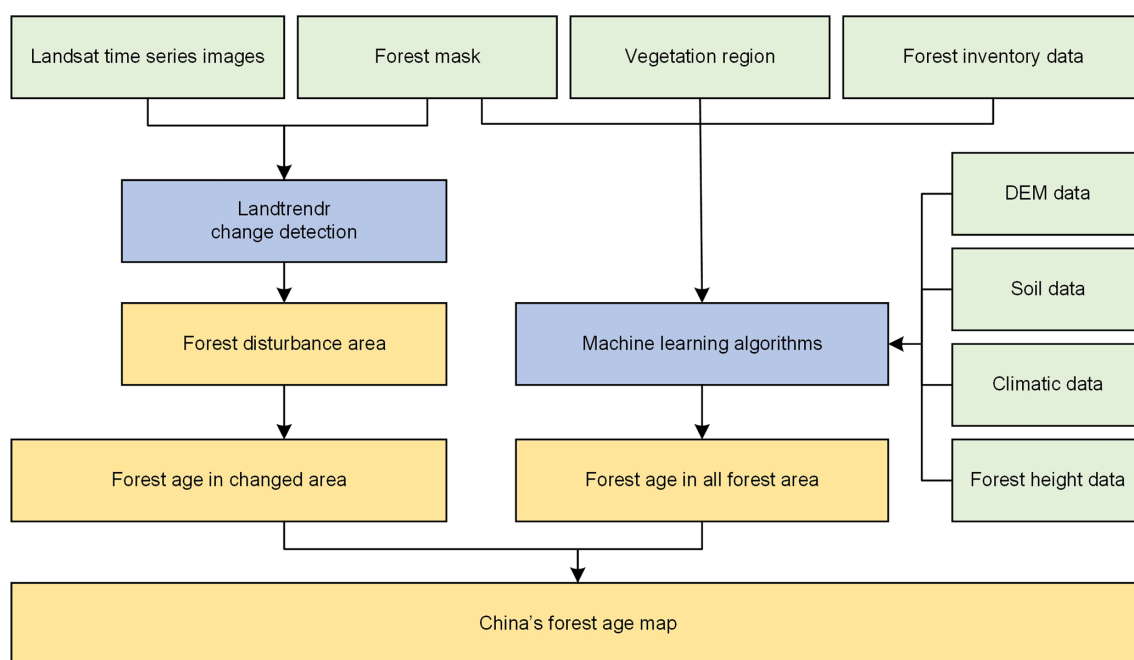 Landsat time series images
Forest mask
Vegetation region
Forest inventory data
Landtrendr
change detection
DEM data
Soil data
Forest disturbance area
Machine learning algorithms
Climatic data
Forest age in changed area
Forest age in all forest area
Forest height data
China's forest age map